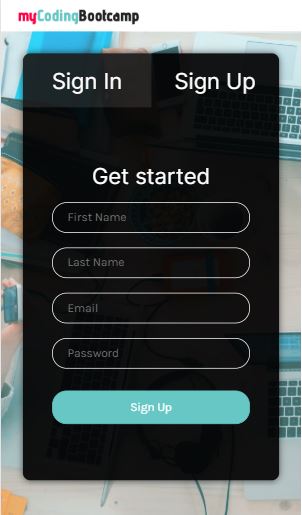 myCodingBootcamp
Sign In
Sign Up
Get started
First Name
Last Name
Email
Password
Sign Up